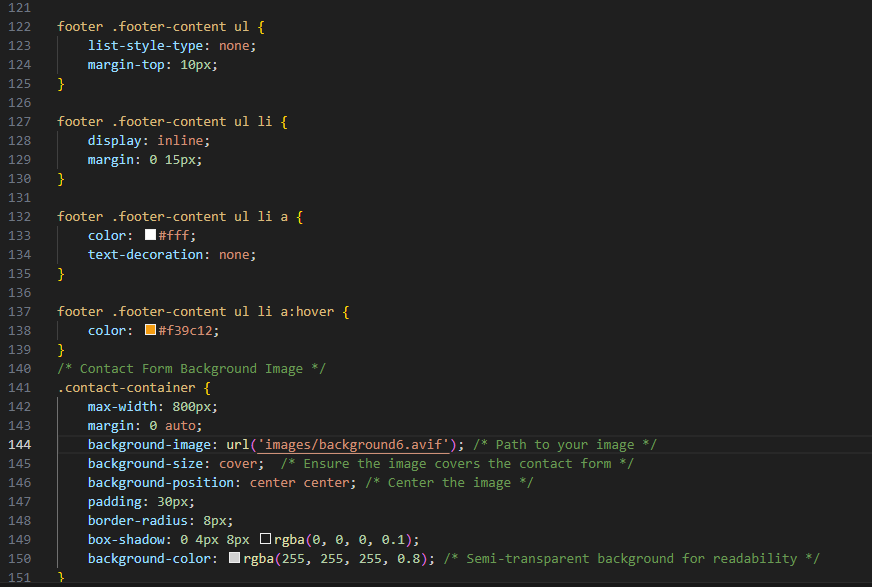 121
122 footer .footer-content ul {
123     list-style-type: none;
124     margin-top: 10px;
125 }
126
127 footer .footer-content ul li {
128     display: inline;
129     margin: 0 15px;
130 }
131
132 footer .footer-content ul li a {
133     color: #fff;
134     text-decoration: none;
135 }
136
137 footer .footer-content ul li a:hover {
138     color: #f39c12;
139 }
140 /* Contact Form Background Image */
141 .contact-container {
142     max-width: 800px;
143     margin: 0 auto;
144     background-image: url('images/background6.avif'); /* Path to your image */
145     background-size: cover;  /* Ensure the image covers the contact form */
146     background-position: center center; /* Center the image */
147     padding: 30px;
148     border-radius: 8px;
149     box-shadow: 0 4px 8px rgba(0, 0, 0, 0.1);
150     background-color: rgba(255, 255, 255, 0.8); /* Semi-transparent background for readability */
151 }